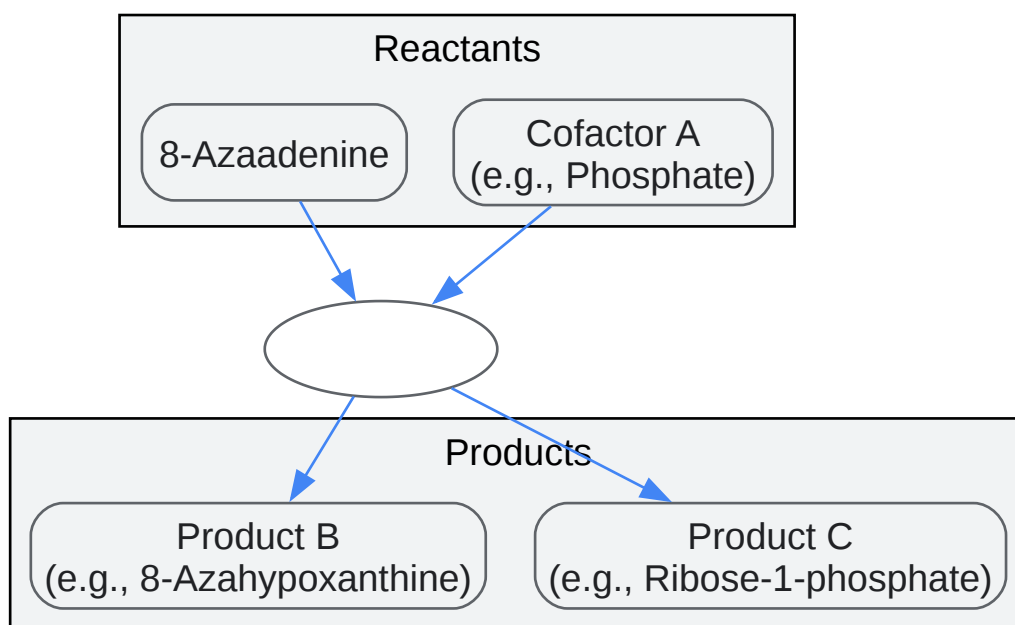 Reactants
8-Azaadenine
Cofactor A
(e.g., Phosphate)
Products
Product B
(e.g., 8-Azahypoxanthine)
Product C
(e.g., Ribose-1-phosphate)